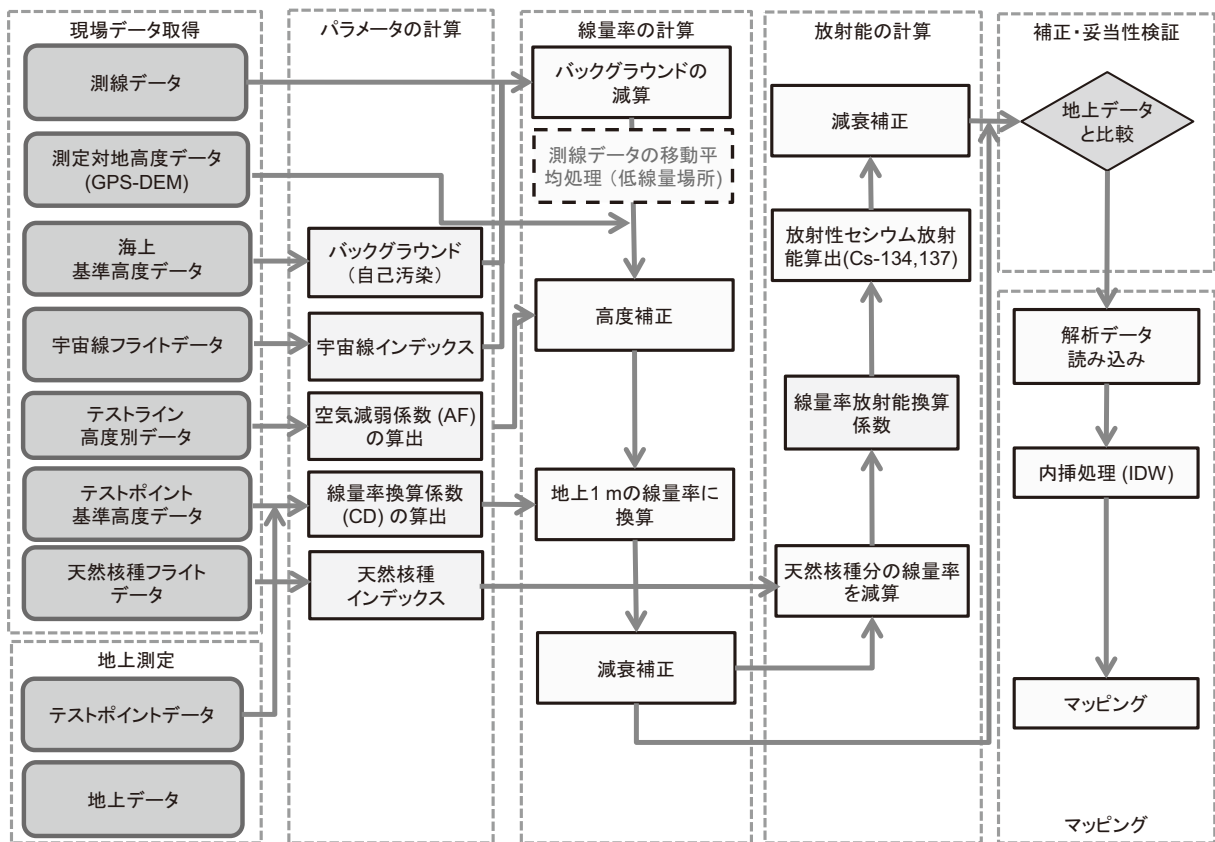 現場データ取得
測線データ
測定対地高度データ
(GPS-DEM)
海上
基準高度データ
宇宙線フライトデータ
テストライン
高度別データ
テストポイント
基準高度データ
天然核種フライト
データ
地上測定
テストポイントデータ
地上データ
パラメータの計算
バックグラウンド
（自己汚染）
宇宙線インデックス
空気減弱係数 (AF)
の算出
線量率換算係数
(CD) の算出
天然核種
インデックス
線量率の計算
バックグラウンドの
減算
測線データの移動平
均処理（低線量場所）
高度補正
地上1 mの線量率に
換算
減衰補正
放射能の計算
減衰補正
放射性セシウム放射
能算出(Cs-134,137)
線量率放射能換算
係数
天然核種分の線量率
を減算
補正・妥当性検証
地上データ
と比較
解析データ
読み込み
内挿処理 (IDW)
マッピング
マッピング